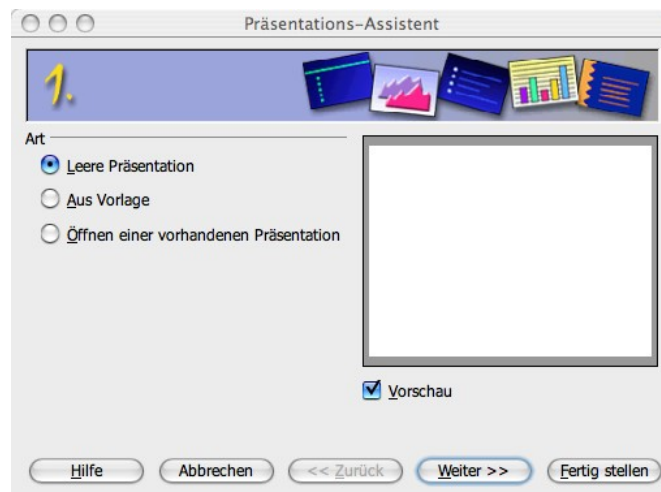 Präsentations-Assistent
1.
Art
Leere Präsentation
Aus Vorlage
Öffnen einer vorhandenen Präsentation
Vorschau
Hilfe Abbrechen << Zurück Weiter >> Fertig stellen